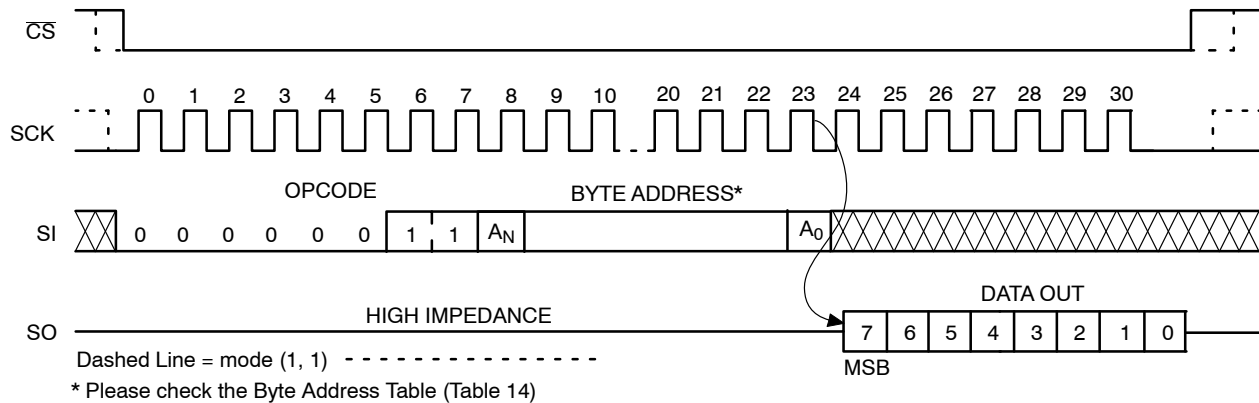 CS
0 1 2 3 4 5 6 7 8 9 10 20 21 22 23 24 25 26 27 28 29 30
SCK
OPCODE BYTE ADDRESS*
SI 0 0 0 0 0 0 1 1 AN A0
DATA OUT
HIGH IMPEDANCE
SO 7 6 5 4 3 2 1 0
Dashed Line = mode (1, 1) - - - - - - - - - - - - - - -
MSB
* Please check the Byte Address Table (Table 14)